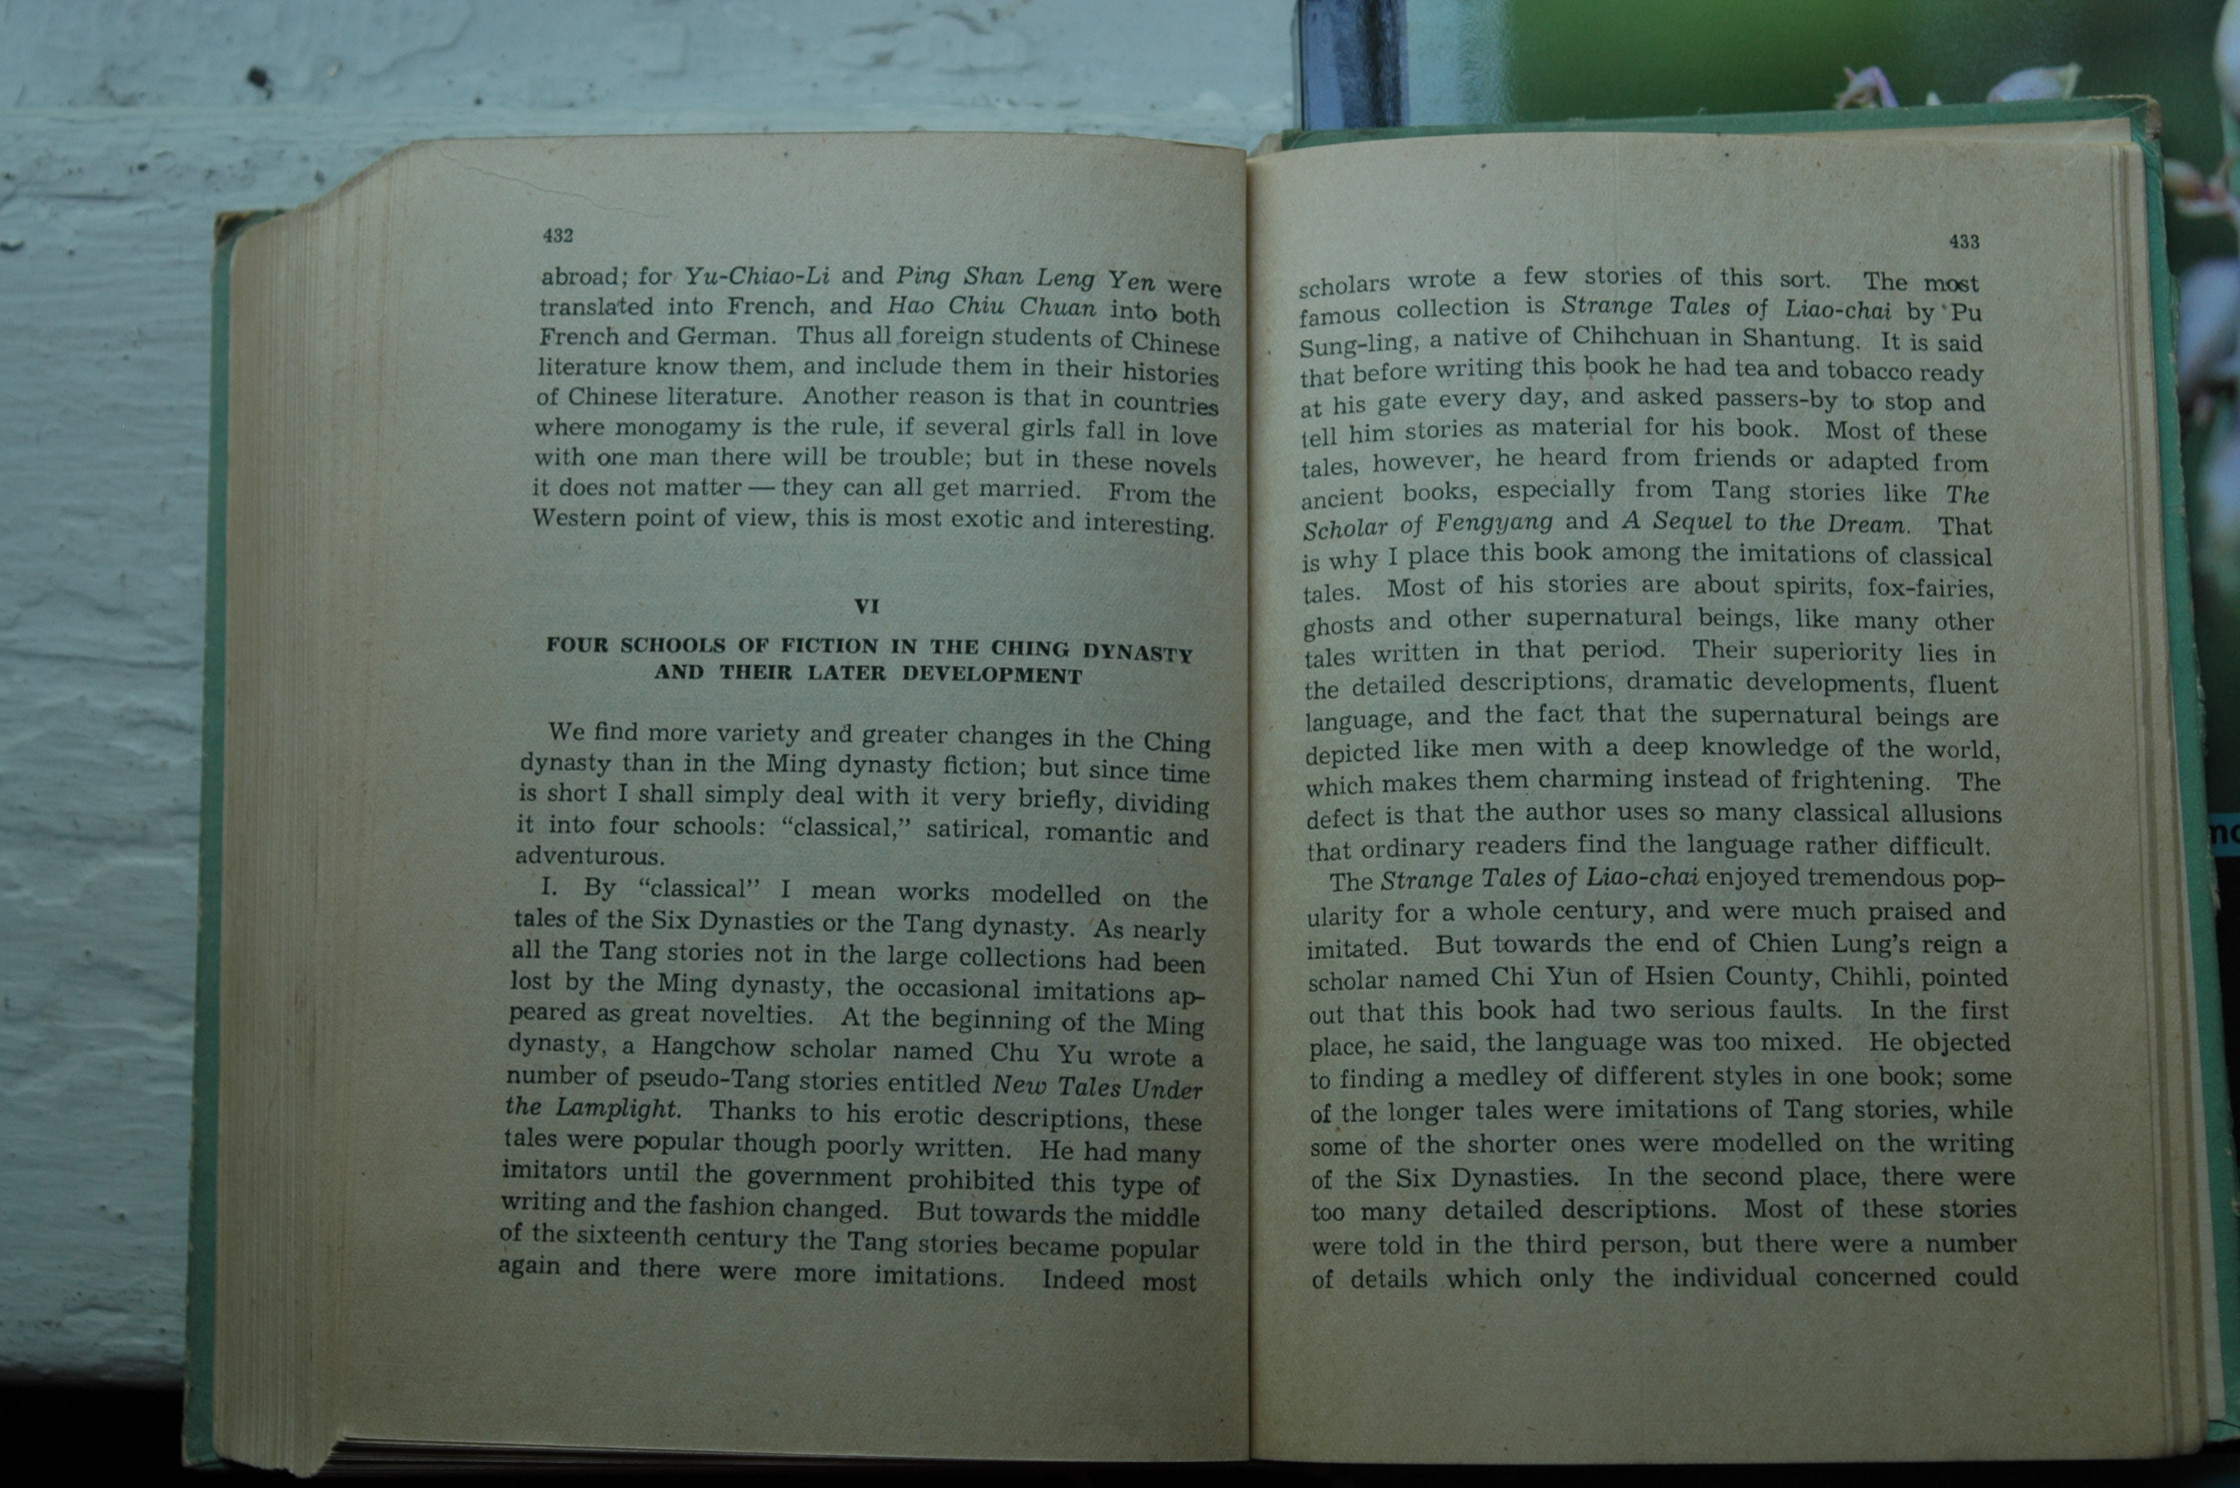 432
abroad; for Yu-Chiao-Li and Ping Shan Leng Yen were
translated into French, and Hao Chiu Chuan into both
French and German. Thus all foreign students of Chinese
literature know them, and include them in their histories
of Chinese literature. Another reason is that in countries
where monogamy is the rule, if several girls fall in love
with one man there will be trouble; but in these novels
it does not matter — they can all get married. From the
Western point of view, this is most exotic and interesting.
VI
FOUR SCHOOLS OF FICTION IN THE CHING DYNASTY
AND THEIR LATER DEVELOPMENT
We find more variety and greater changes in the Ching
dynasty than in the Ming dynasty fiction; but since time
is short I shall simply deal with it very briefly, dividing
it into four schools: “classical,” satirical, romantic and
adventurous.
I. By “classical” I mean works modelled on the
tales of the Six Dynasties or the Tang dynasty. As nearly
all the Tang stories not in the large collections had been
lost by the Ming dynasty, the occasional imitations ap-
peared as great novelties. At the beginning of the Ming
dynasty, a Hangchow scholar named Chu Yu wrote a
number of pseudo-Tang stories entitled New Tales Under
the Lamplight. Thanks to his erotic descriptions, these
tales were popular though poorly written. He had many
imitators until the government prohibited this type of
writing and the fashion changed. But towards the middle
of the sixteenth century the Tang stories became popular
again and there were more imitations. Indeed most
433
scholars wrote a few stories of this sort. The most
famous collection is Strange Tales of Liao-chai by Pu
Sung-ling, a native of Chihchuan in Shantung. It is said
that before writing this book he had tea and tobacco ready
at his gate every day, and asked passers-by to stop and
tell him stories as material for his book. Most of these
tales, however, he heard from friends or adapted from
ancient books, especially from Tang stories like The
Scholar of Fengyang and A Sequel to the Dream. That
is why I place this book among the imitations of classical
tales. Most of his stories are about spirits, fox-fairies,
ghosts and other supernatural beings, like many other
tales written in that period. Their superiority lies in
the detailed descriptions, dramatic developments, fluent
language, and the fact that the supernatural beings are
depicted like men with a deep knowledge of the world,
which makes them charming instead of frightening. The
defect is that the author uses so many classical allusions
that ordinary readers find the language rather difficult.
The Strange Tales of Liao-chai enjoyed tremendous pop-
ularity for a whole century, and were much praised and
imitated. But towards the end of Chien Lung's reign a
scholar named Chi Yun of Hsien County, Chihli, pointed
out that this book had two serious faults. In the first
place, he said, the language was too mixed. He objected
to finding a medley of different styles in one book; some
of the longer tales were imitations of Tang stories, while
some of the shorter ones were modelled on the writing
of the Six Dynasties. In the second place, there were
too many detailed descriptions. Most of these stories
were told in the third person, but there were a number
of details which only the individual concerned could